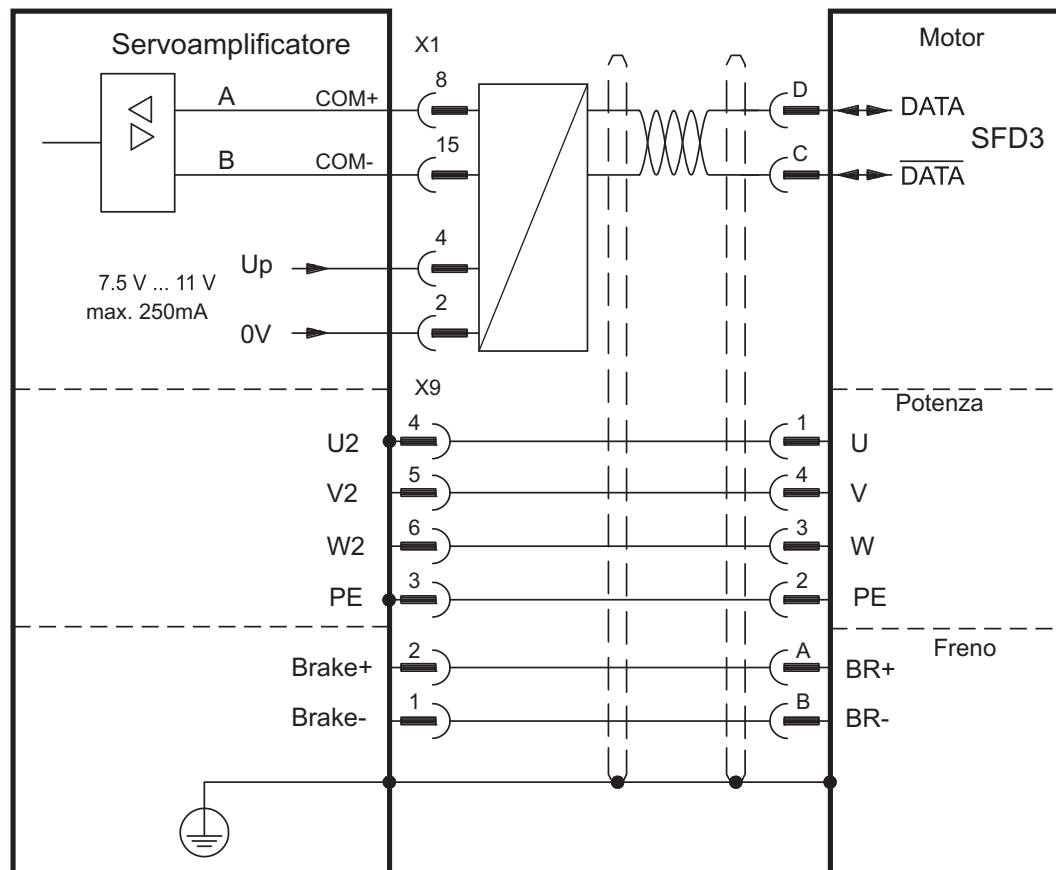 Servoamplificatore X1 Motor
A COM+ 8 D DATA
SFD3
B COM- 15 C DATA
Up 4
7.5 V ... 11 V
max. 250mA
0V 2
X9 Potenza
U2 4 1 U
V2 5 4 V
W2 6 3 W
PE 3 2 PE
Freno
Brake+ 2 A BR+
Brake- 1 B BR-